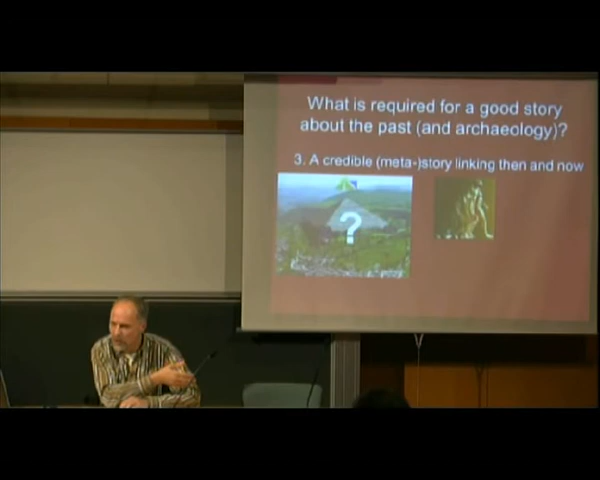 What is required for a good story
about the past (and archaeology)?
3. A credible (meta-)story linking then and now
?